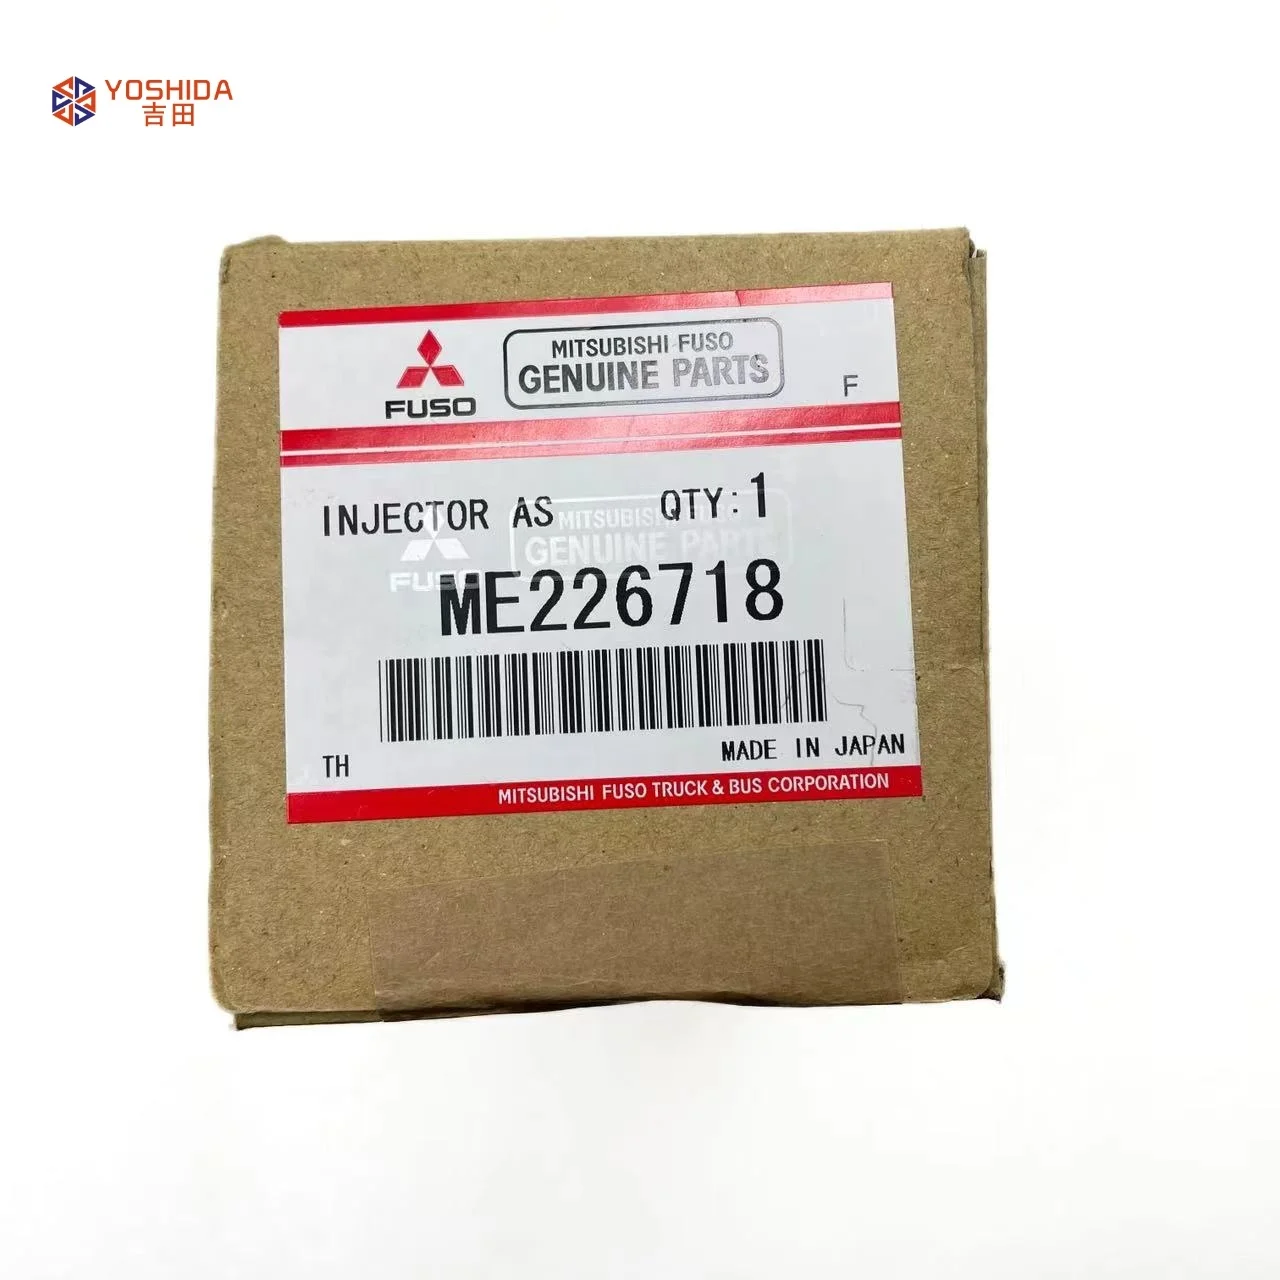 YOSHIDA
吉田
MITSUBISHI FUSO
GENUINE PARTS
FUSO
F
INJECTOR AS QTY:1
MITSUBISHI FUSO
GENUINE PARTS
FUSO
ME226718
TH
MADE IN JAPAN
MITSUBISHI FUSO TRUCK & BUS CORPORATION